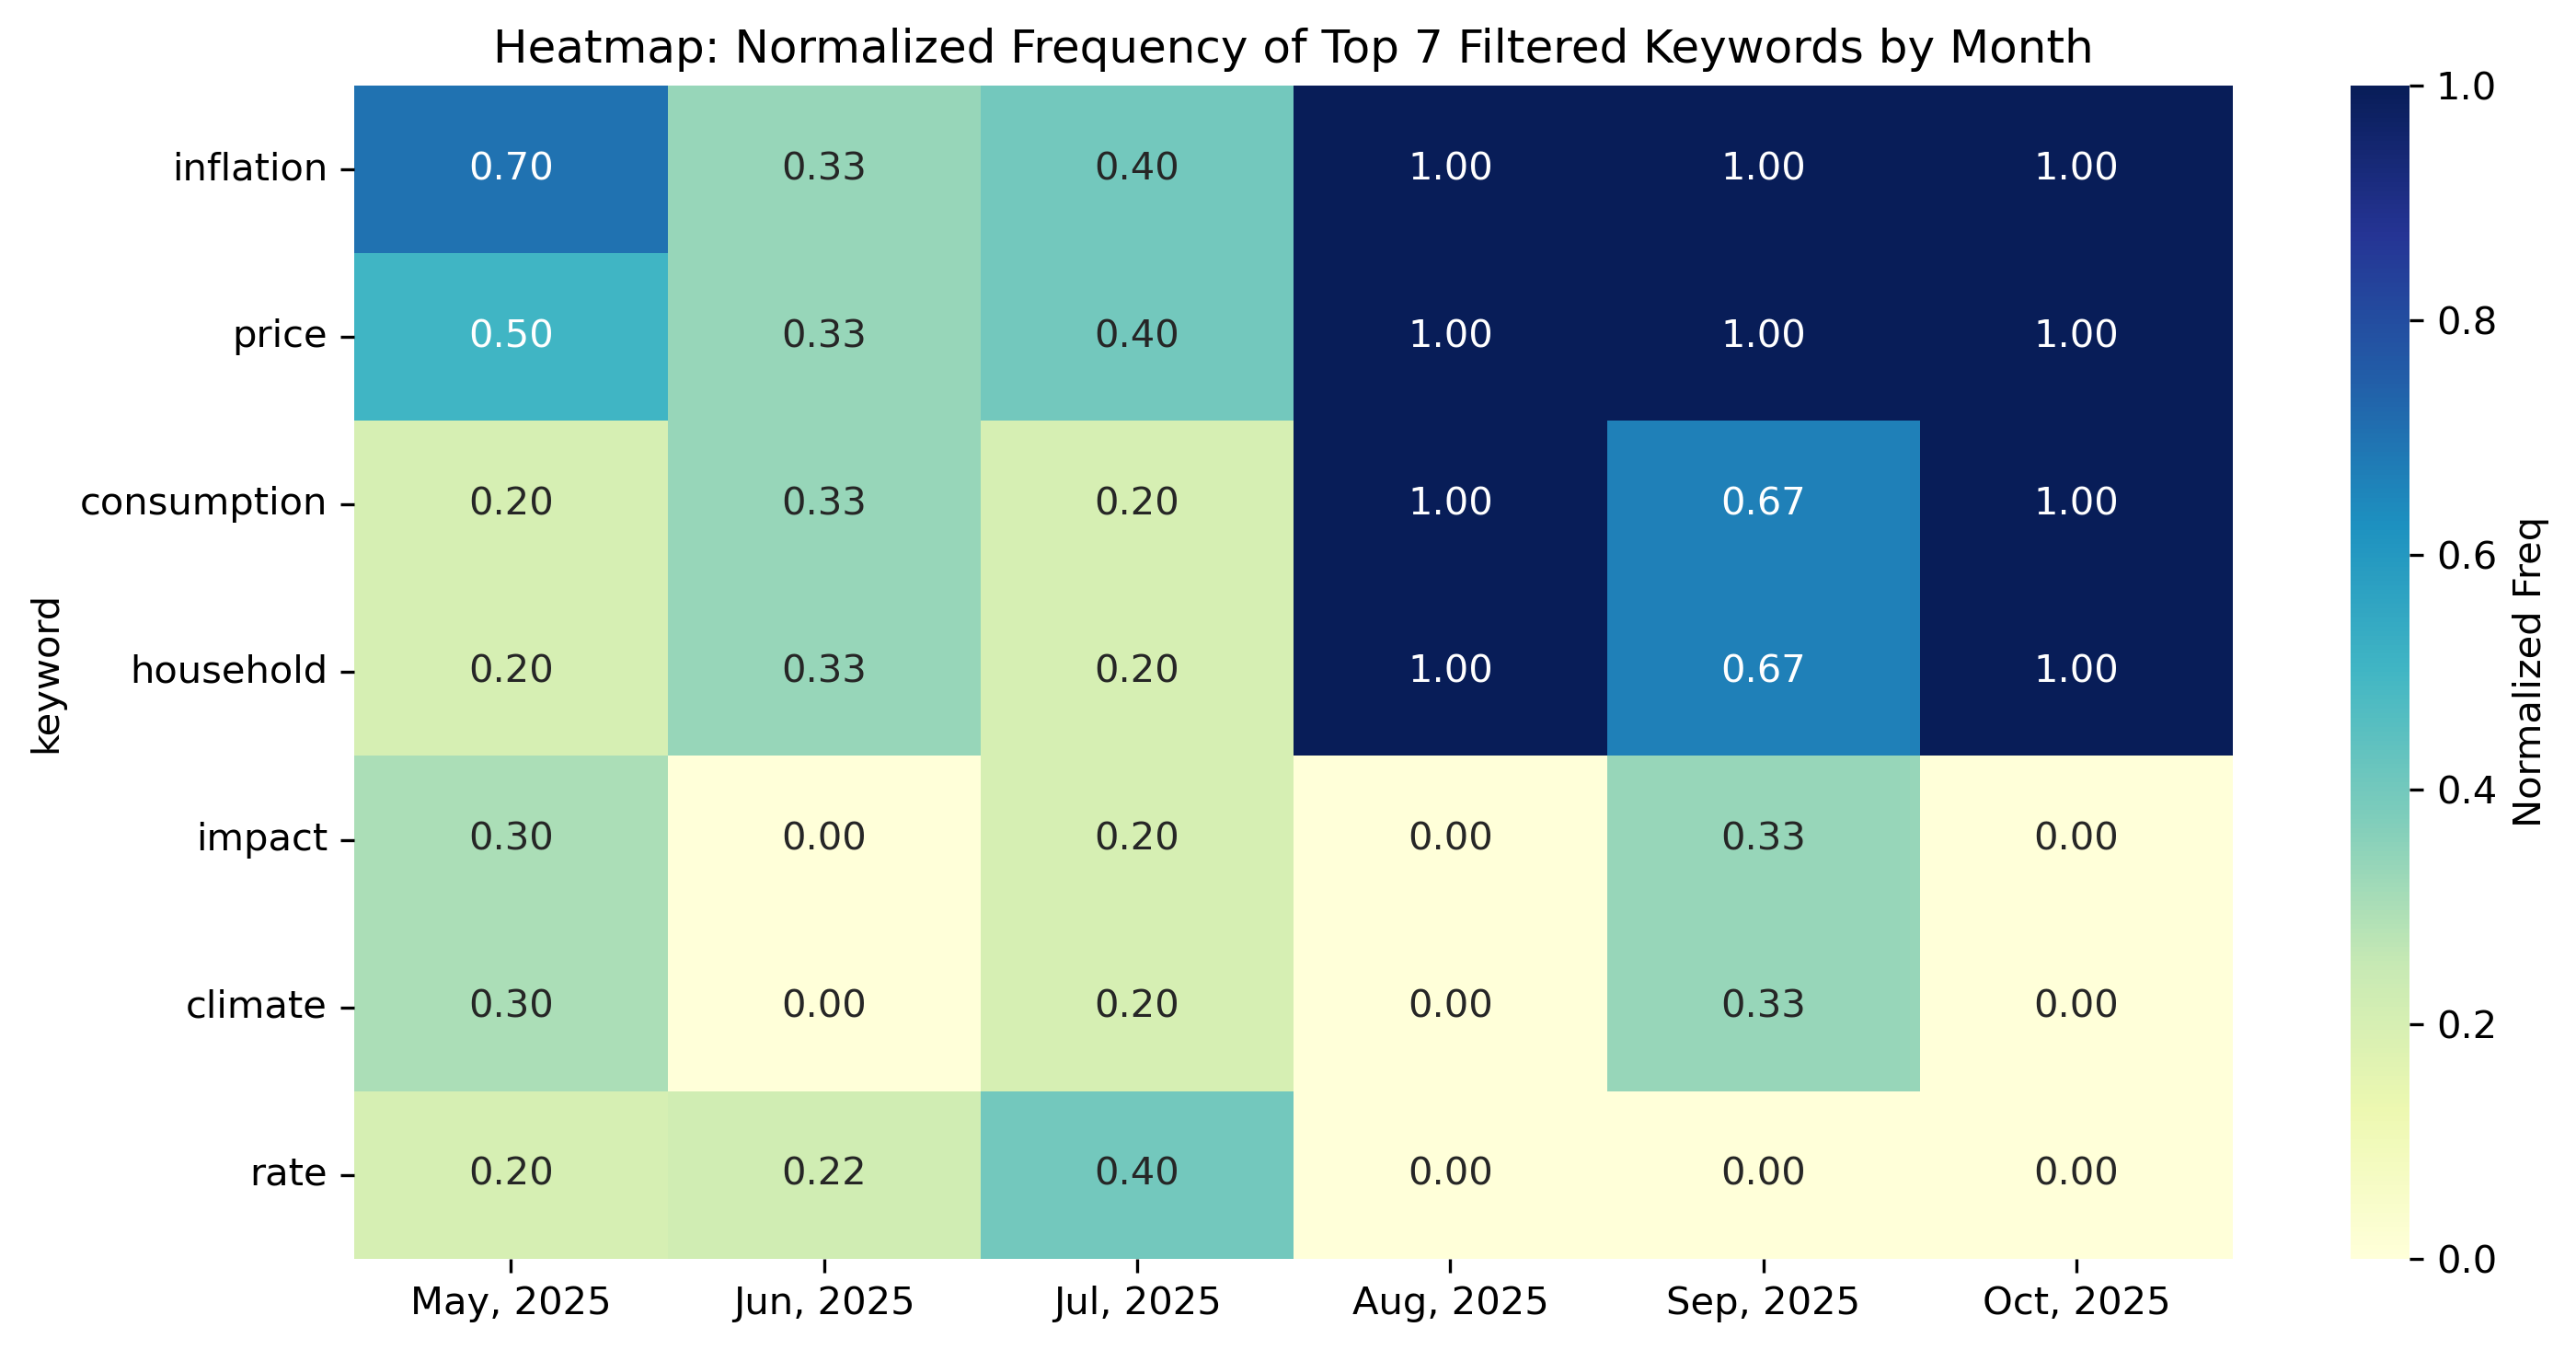 Heatmap: Normalized Frequency of Top 7 Filtered Keywords by Month
keyword
inflation 0.70 0.33 0.40 1.00 1.00 1.00
price 0.50 0.33 0.40 1.00 1.00 1.00
consumption 0.20 0.33 0.20 1.00 0.67 1.00
household 0.20 0.33 0.20 1.00 0.67 1.00
impact 0.30 0.00 0.20 0.00 0.33 0.00
climate 0.30 0.00 0.20 0.00 0.33 0.00
rate 0.20 0.22 0.40 0.00 0.00 0.00
May, 2025 Jun, 2025 Jul, 2025 Aug, 2025 Sep, 2025 Oct, 2025
1.0
0.8
0.6
0.4
0.2
0.0
Normalized Freq